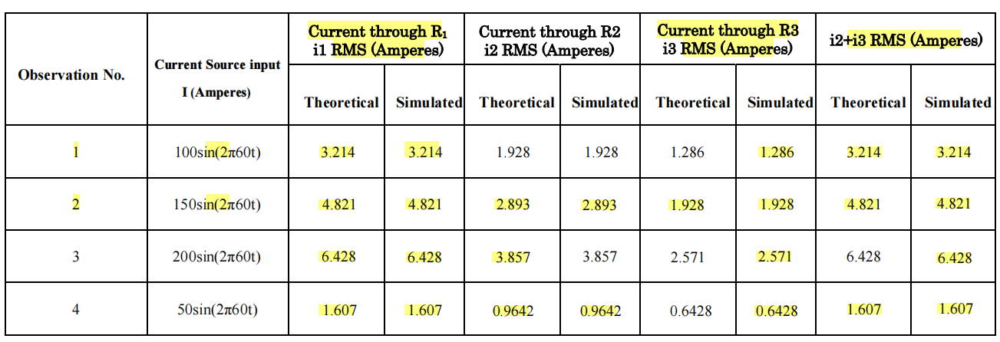 Observation No.
Current Source input
I (Amperes)
Current through R₁
i1 RMS (Amperes)
Current through R2
i2 RMS (Amperes)
Current through R3
i3 RMS (Amperes)
i2+i3 RMS (Amperes)
Theoretical Simulated Theoretical Simulated Theoretical Simulated Theoretical Simulated
1 100sin(2π60t) 3.214 3.214 1.928 1.928 1.286 1.286 3.214 3.214
2 150sin(2π60t) 4.821 4.821 2.893 2.893 1.928 1.928 4.821 4.821
3 200sin(2π60t) 6.428 6.428 3.857 3.857 2.571 2.571 6.428 6.428
4 50sin(2π60t) 1.607 1.607 0.9642 0.9642 0.6428 0.6428 1.607 1.607